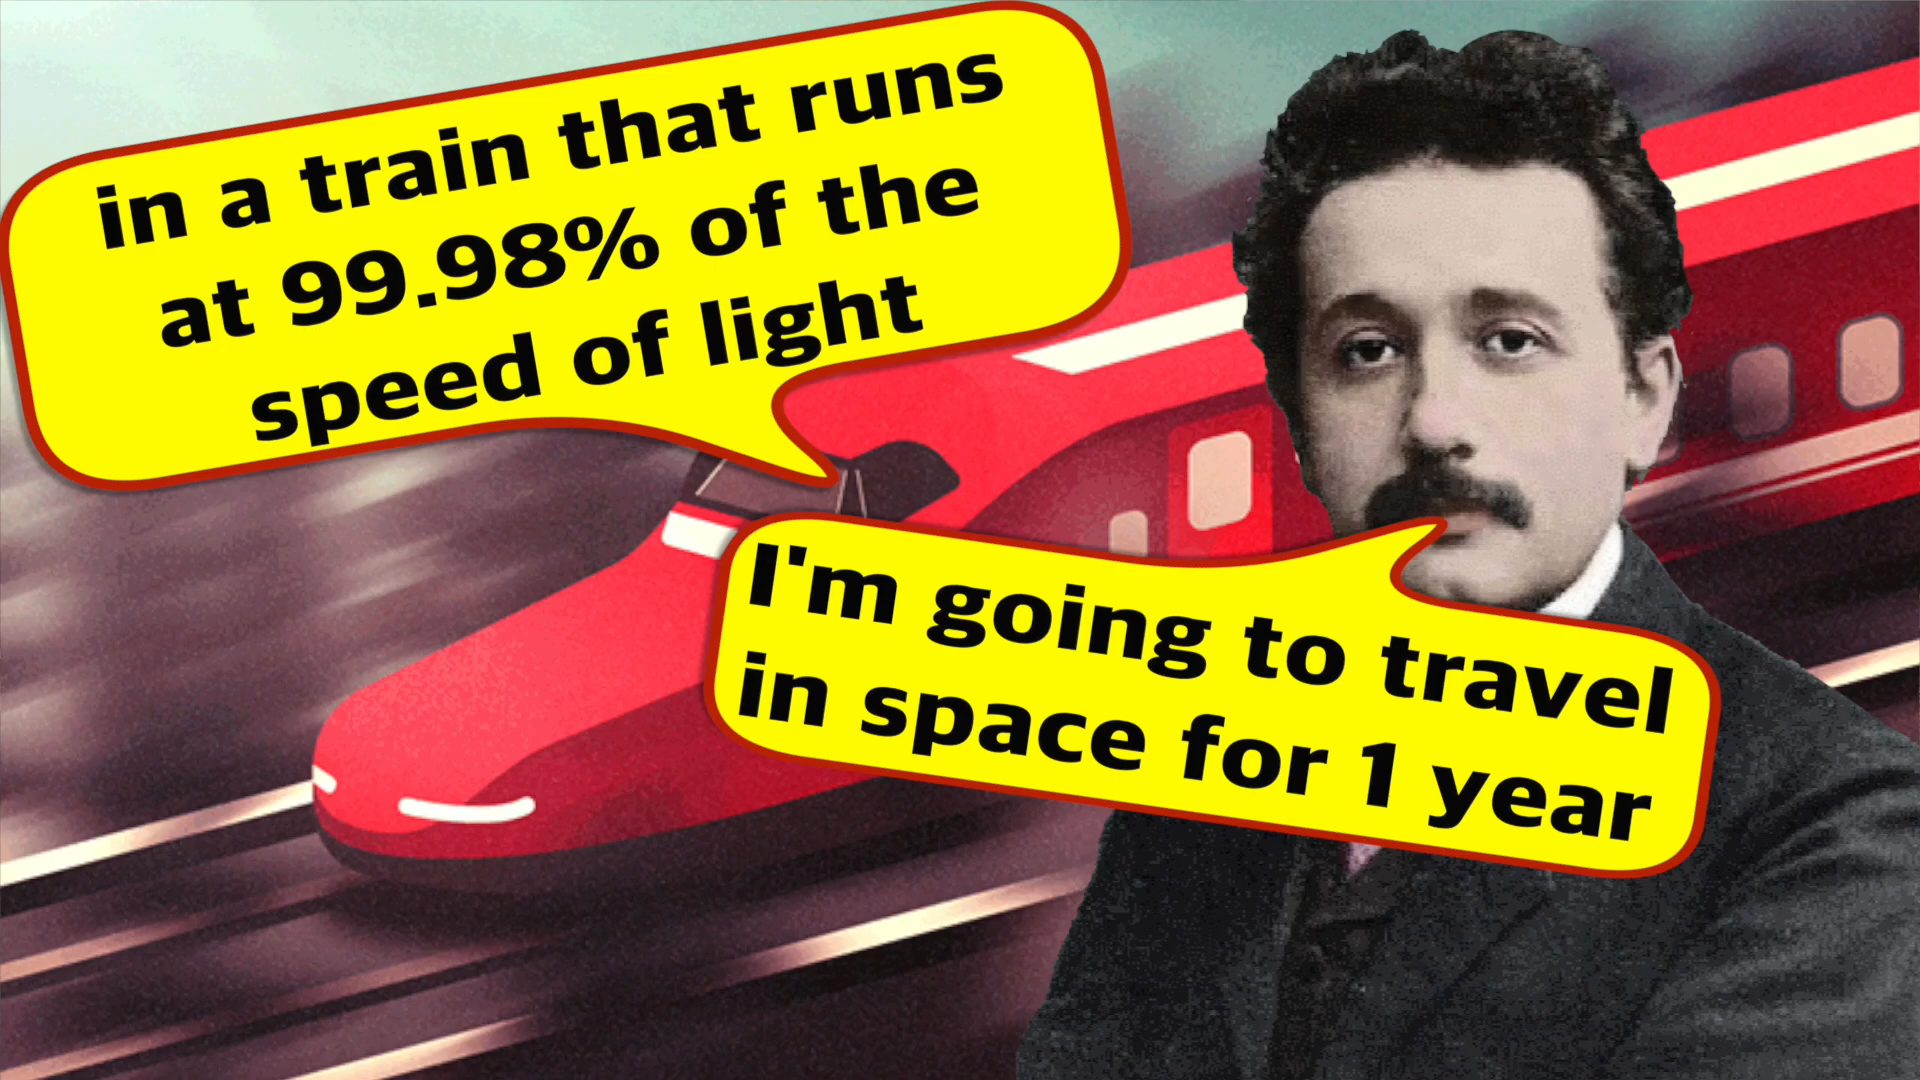 in a train that runs
at 99.98% of the
speed of light
I'm going to travel
in space for 1 year